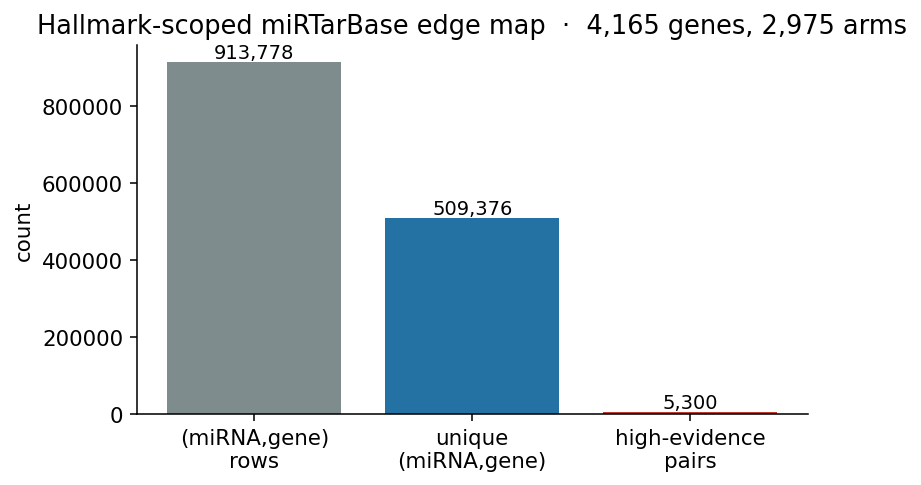 Hallmark-scoped miRTarBase edge map · 4,165 genes, 2,975 arms
913,778
800000
509,376
600000
count
400000
200000
5,300
0
(miRNA,gene)
rows
unique
(miRNA,gene)
high-evidence
pairs